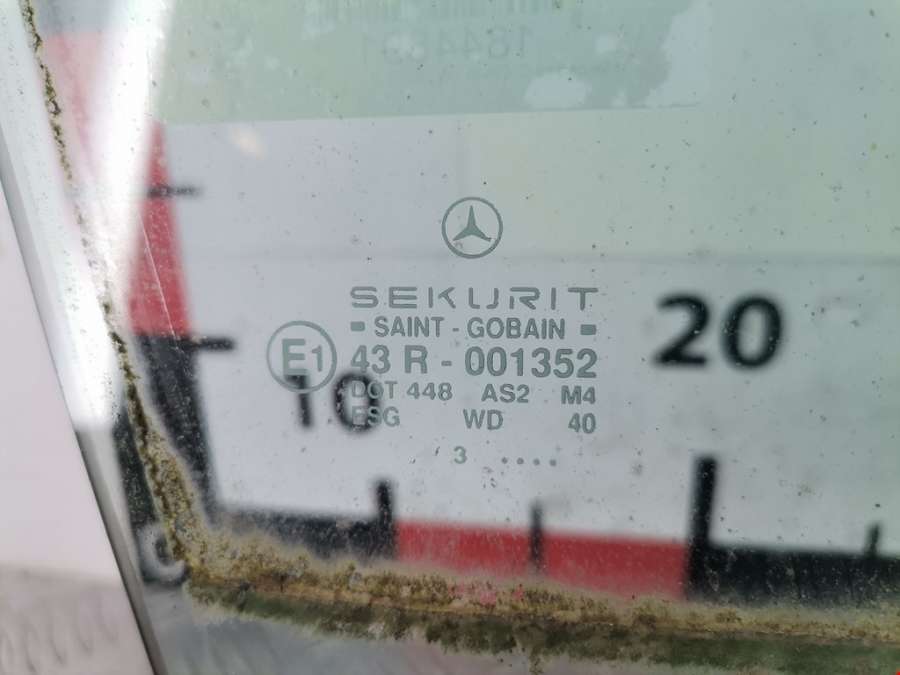 SEKURIT
SAINT - GOBAIN
E1 43 R - 001352
DOT 448 AS2 M4
ESG WD 40
3 ....
10
20